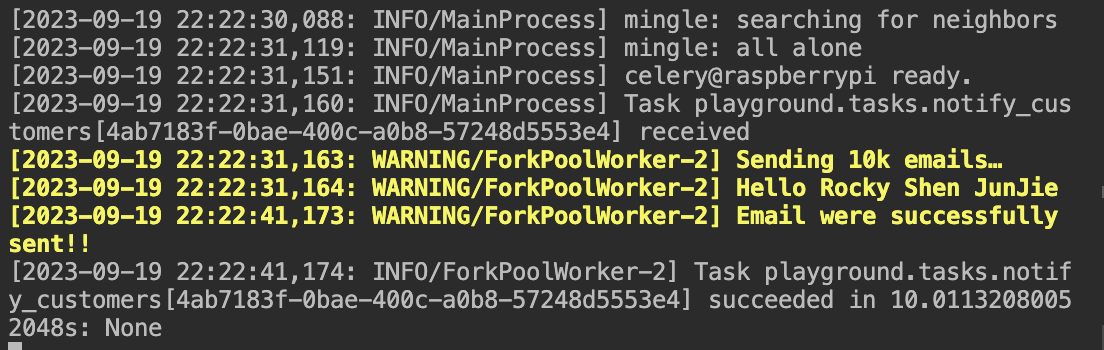 [2023-09-19 22:22:30,088: INFO/MainProcess] mingle: searching for neighbors
[2023-09-19 22:22:31,119: INFO/MainProcess] mingle: all alone
[2023-09-19 22:22:31,151: INFO/MainProcess] celery@raspberrypi ready.
[2023-09-19 22:22:31,160: INFO/MainProcess] Task playground.tasks.notify_cus
tomers[4ab7183f-0bae-400c-a0b8-57248d5553e4] received
[2023-09-19 22:22:31,163: WARNING/ForkPoolWorker-2] Sending 10k emails…
[2023-09-19 22:22:31,164: WARNING/ForkPoolWorker-2] Hello Rocky Shen JunJie
[2023-09-19 22:22:41,173: WARNING/ForkPoolWorker-2] Email were successfully
sent!!
[2023-09-19 22:22:41,174: INFO/ForkPoolWorker-2] Task playground.tasks.notif
y_customers[4ab7183f-0bae-400c-a0b8-57248d5553e4] succeeded in 10.0113208005
2048s: None